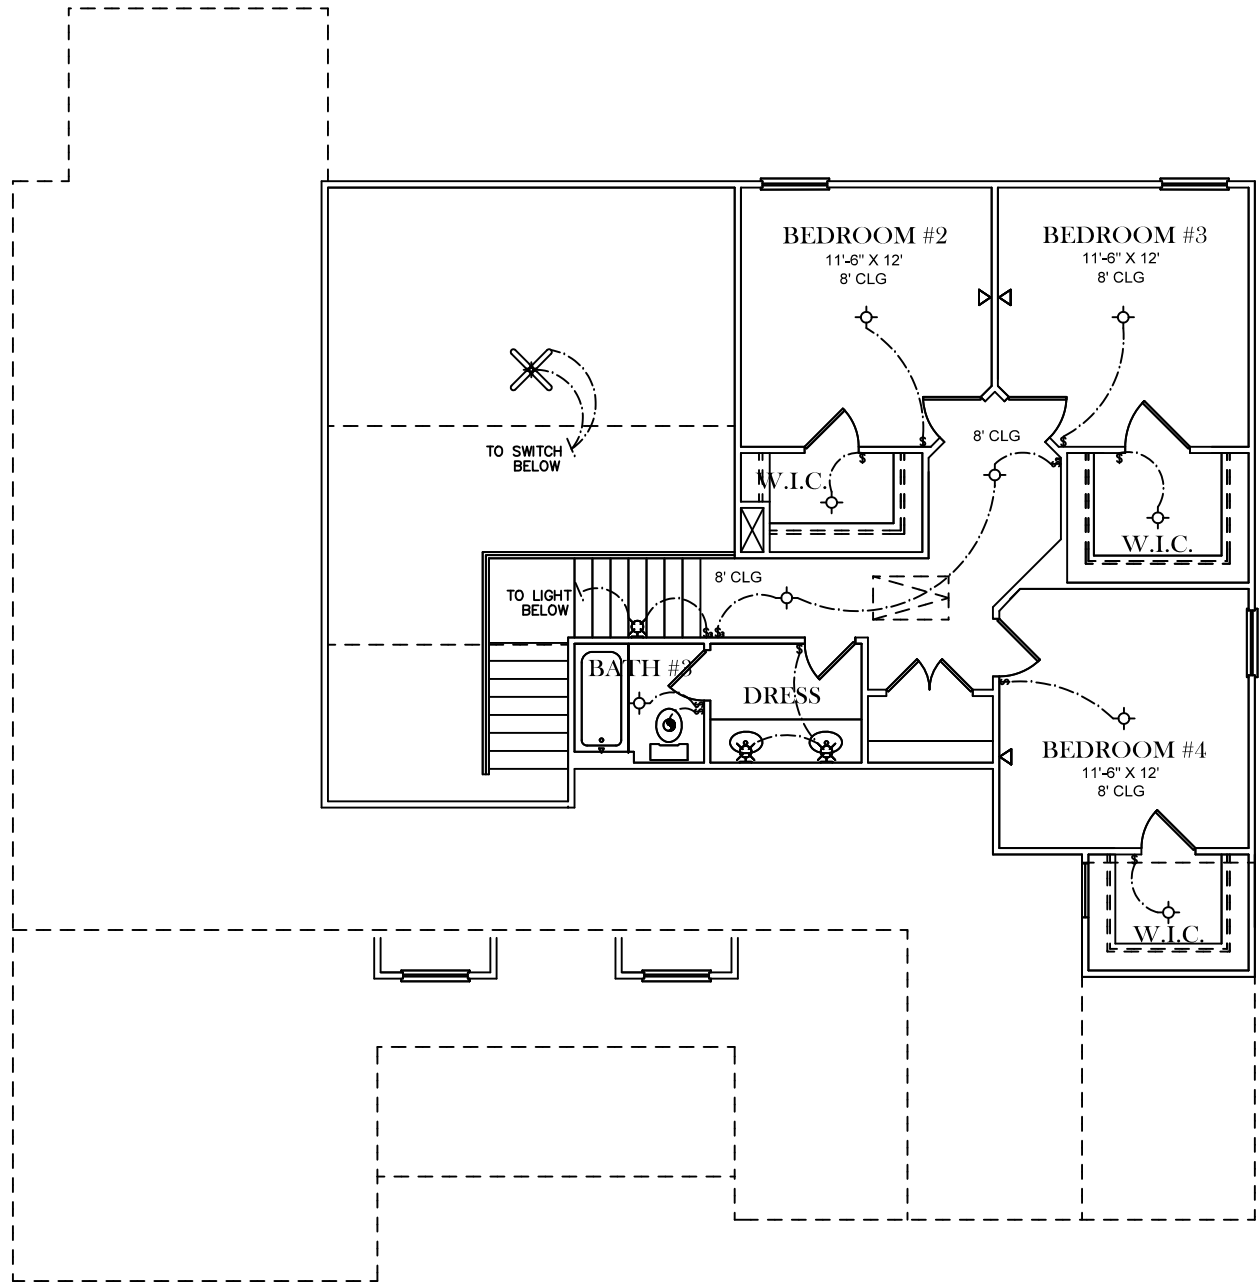 BEDROOM #2
11'-6" X 12'
8' CLG
BEDROOM #3
11'-6" X 12'
8' CLG
8' CLG
TO SWITCH
BELOW
W.I.C.
W.I.C.
8' CLG
TO LIGHT
BELOW
BATH #3
DRESS
BEDROOM #4
11'-6" X 12'
8' CLG
W.I.C.